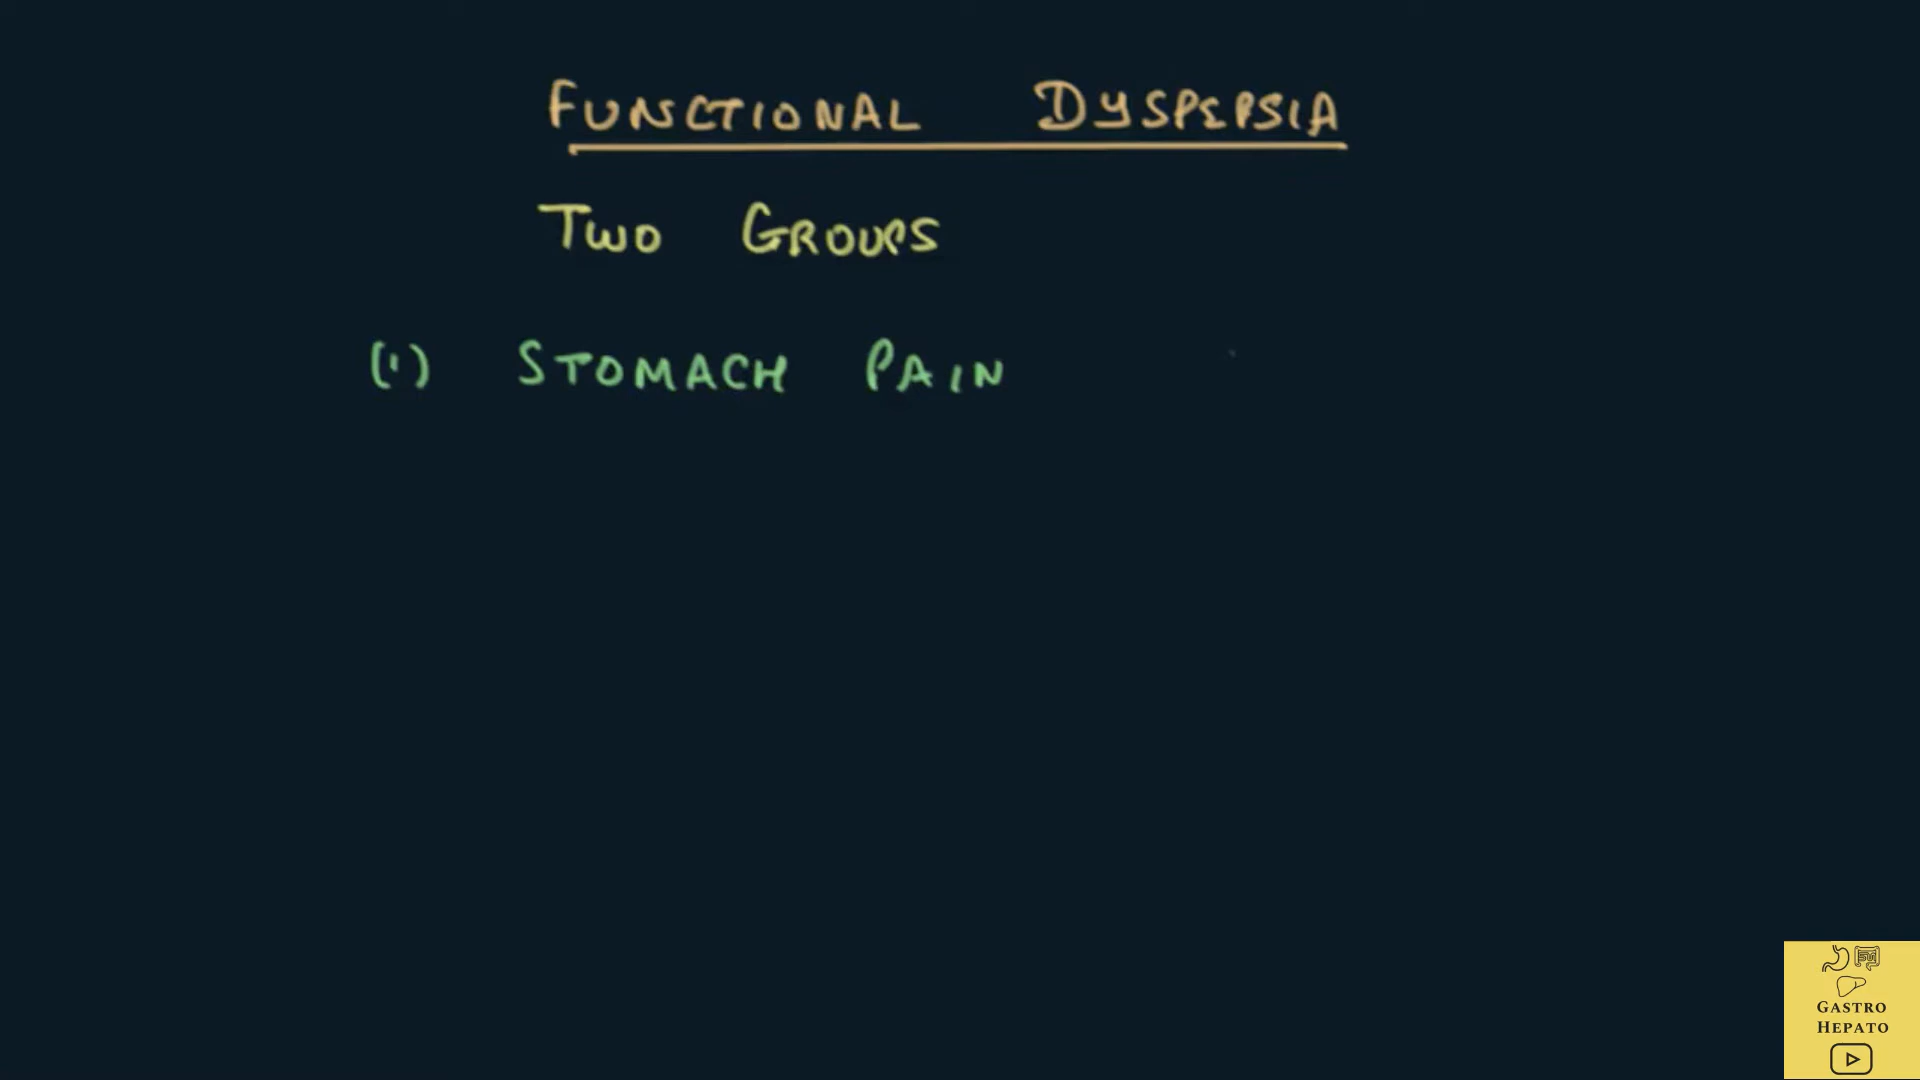 FUNCTIONAL DYSPEPSIA
TWO GROUPS
(1) STOMACH PAIN
GASTRO
HEPATO